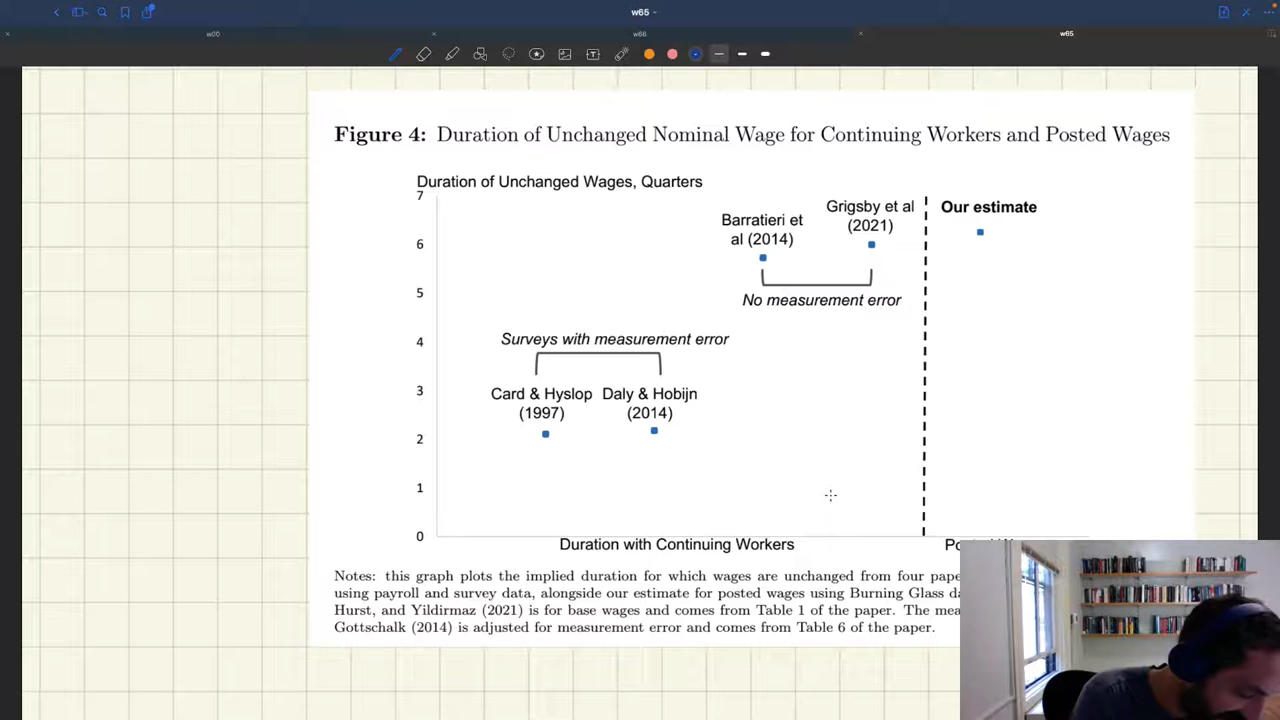 w65
w00
w66
w65
Figure 4: Duration of Unchanged Nominal Wage for Continuing Workers and Posted Wages
Duration of Unchanged Wages, Quarters
7
6
5
4
3
2
1
0
Barratieri et
al (2014)
Grigsby et al
(2021)
Our estimate
No measurement error
Surveys with measurement error
Card & Hyslop
(1997)
Daly & Hobijn
(2014)
Duration with Continuing Workers
Notes: this graph plots the implied duration for which wages are unchanged from four
using payroll and survey data, alongside our estimate for posted wages using Burning Glass
Hurst, and Yildirmaz (2021) is for base wages and comes from Table 1 of the paper. The
Gottschalk (2014) is adjusted for measurement error and comes from Table 6 of the paper.